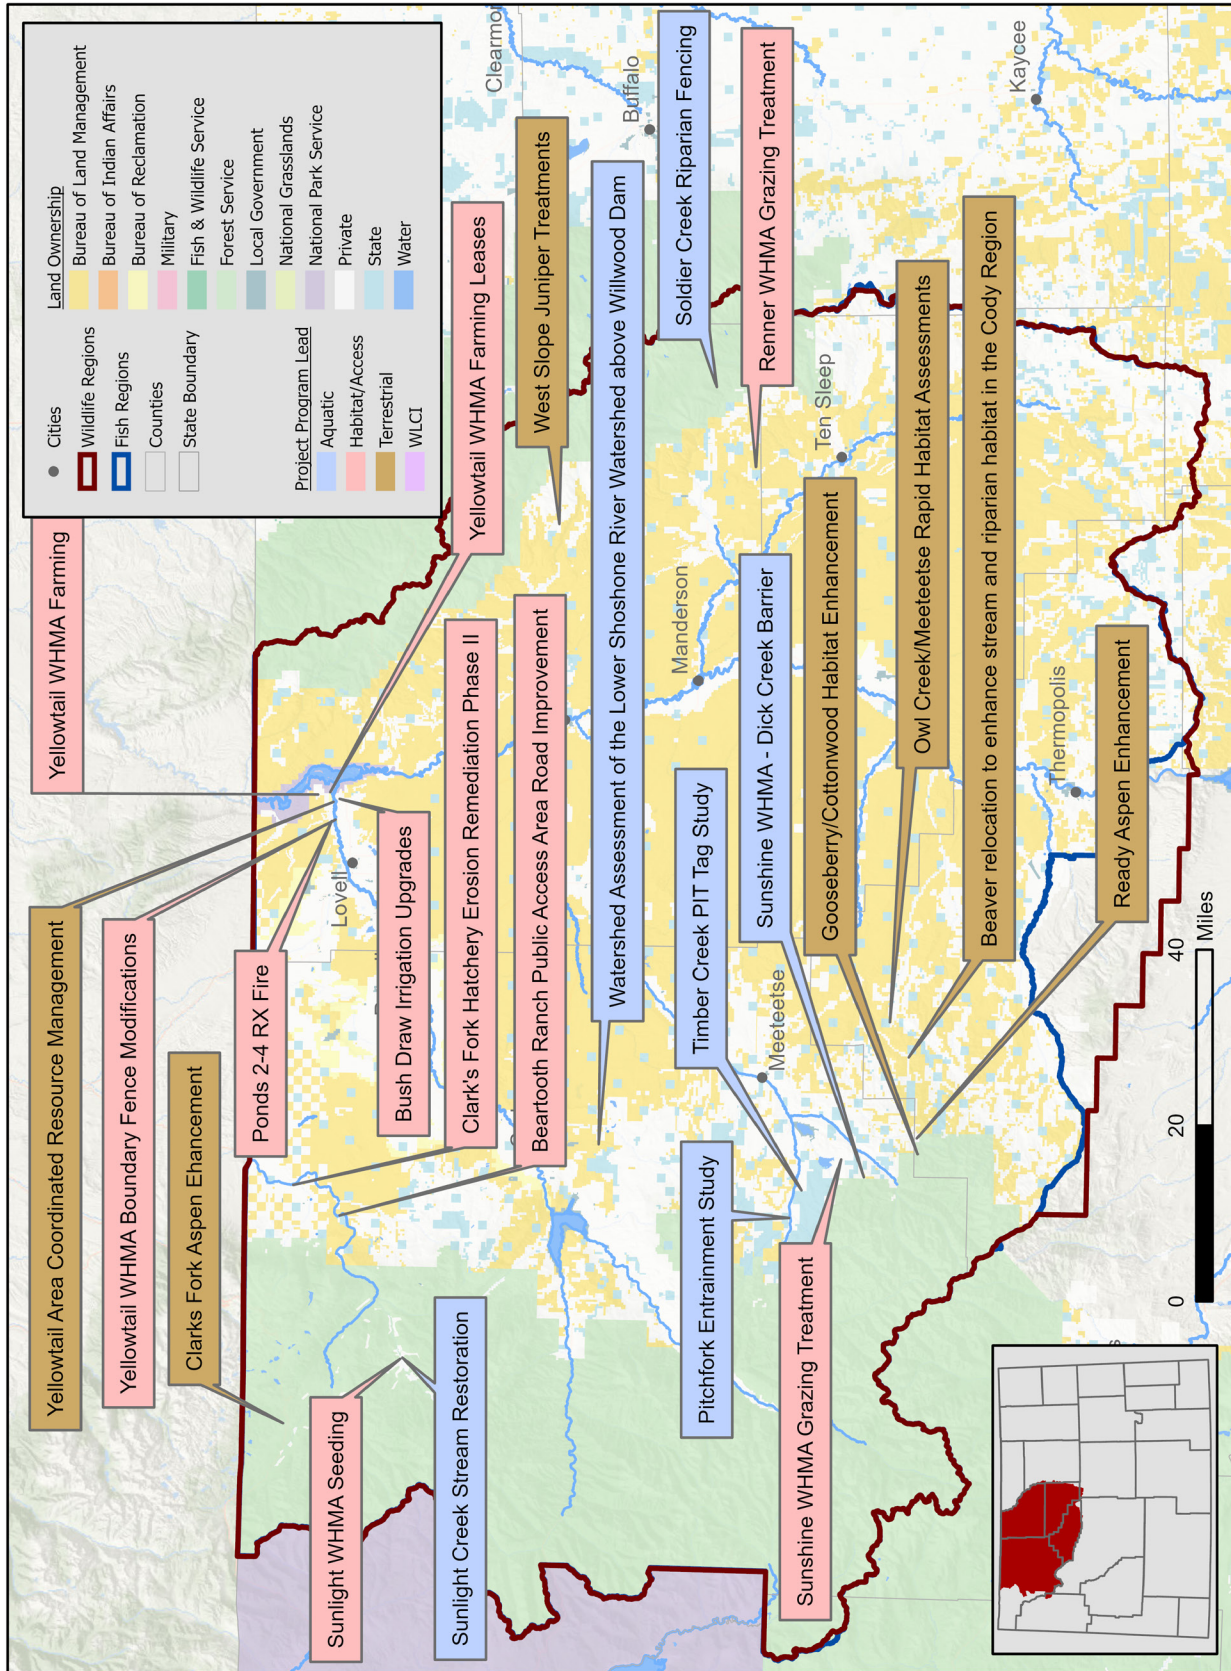 Yellowtail Area Coordinated Resource Management
Yellowtail WHMA Farming
Yellowtail WHMA Boundary Fence Modifications
Clarks Fork Aspen Enhancement
Ponds 2-4 RX Fire
Lovell
Sunlight WHMA Seeding
Bush Draw Irrigation Upgrades
Yellowtail WHMA Farming Leases
Sunlight Creek Stream Restoration
Clark's Fork Hatchery Erosion Remediation Phase II
West Slope Juniper Treatments
Beartooth Ranch Public Access Area Road Improvement
Watershed Assessment of the Lower Shoshone River Watershed above Willwood Dam
Clearmo
Buffalo
Pitchfork Entrainment Study
Timber Creek PIT Tag Study
Manderson
Soldier Creek Riparian Fencing
Meeteetse
Sunshine WHMA - Dick Creek Barrier
Renner WHMA Grazing Treatment
Sunshine WHMA Grazing Treatment
Gooseberry/Cottonwood Habitat Enhancement
Ten Sleep
Owl Creek/Meeteetse Rapid Habitat Assessments
Beaver relocation to enhance stream and riparian habitat in the Cody Region
Kaycee
Thermopolis
Ready Aspen Enhancement
0 20 40
Miles
Cities
Wildlife Regions
Fish Regions
Counties
State Boundary
Project Program Lead
Aquatic
Habitat/Access
Terrestrial
WLCI
Land Ownership
Bureau of Land Management
Bureau of Indian Affairs
Bureau of Reclamation
Military
Fish & Wildlife Service
Forest Service
Local Government
National Grasslands
National Park Service
Private
State
Water